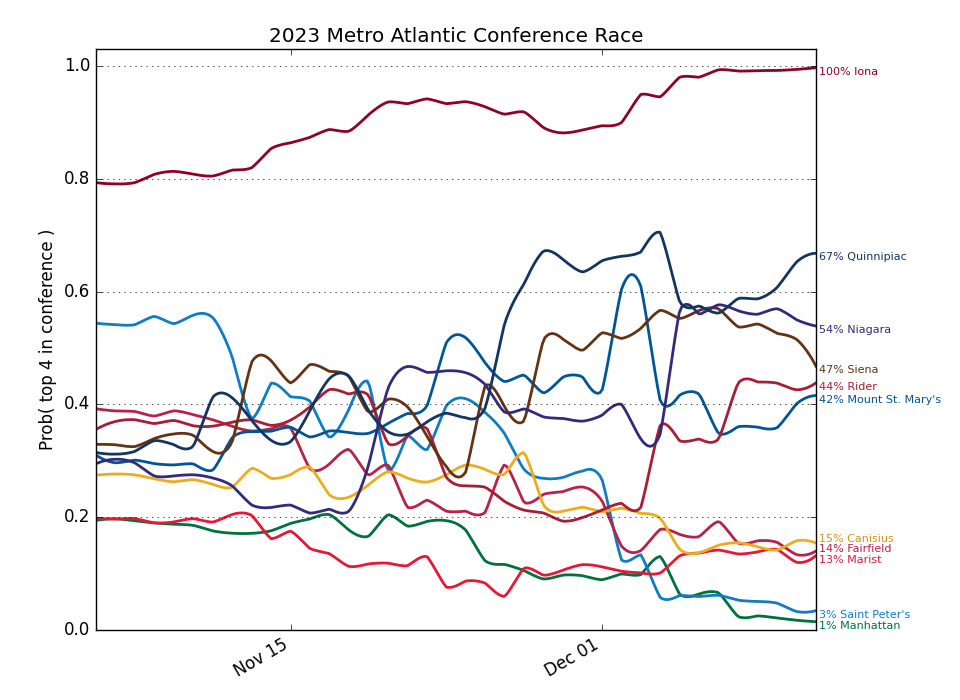 2023 Metro Atlantic Conference Race
Prob( top 4 in conference )
1.0
0.8
0.6
0.4
0.2
0.0
Nov 15
Dec 01
100% Iona
67% Quinnipiac
54% Niagara
47% Siena
44% Rider
42% Mount St. Mary's
15% Canisius
14% Fairfield
13% Marist
3% Saint Peter's
1% Manhattan